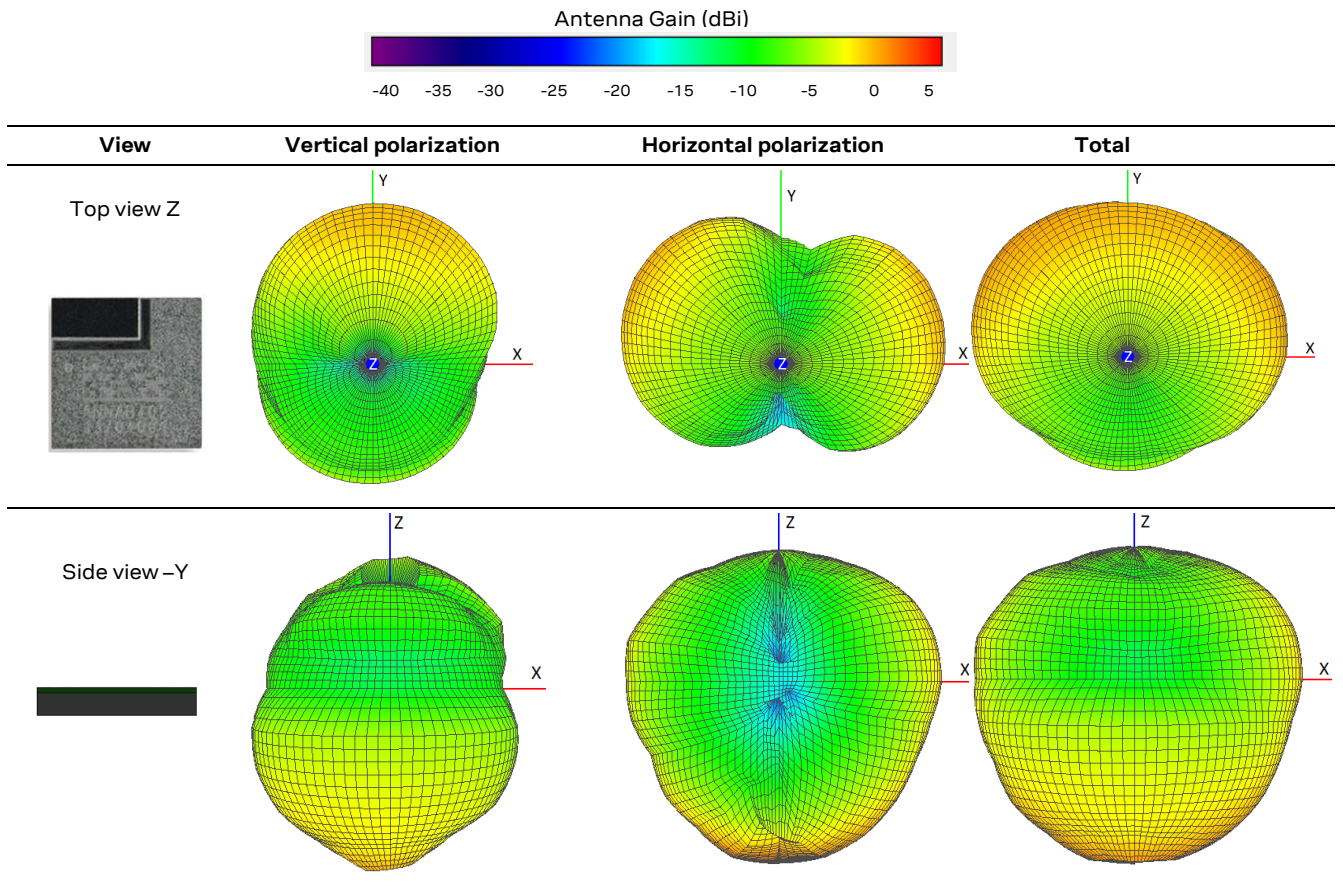 Antenna Gain (dBi)
-40 -35 -30 -25 -20 -15 -10 -5 0 5
View Vertical polarization Horizontal polarization Total
Top view Z
Y
X
Z
Y
Z
Y
X
Z
Side view –Y
Z
X
Z
X
Z
X